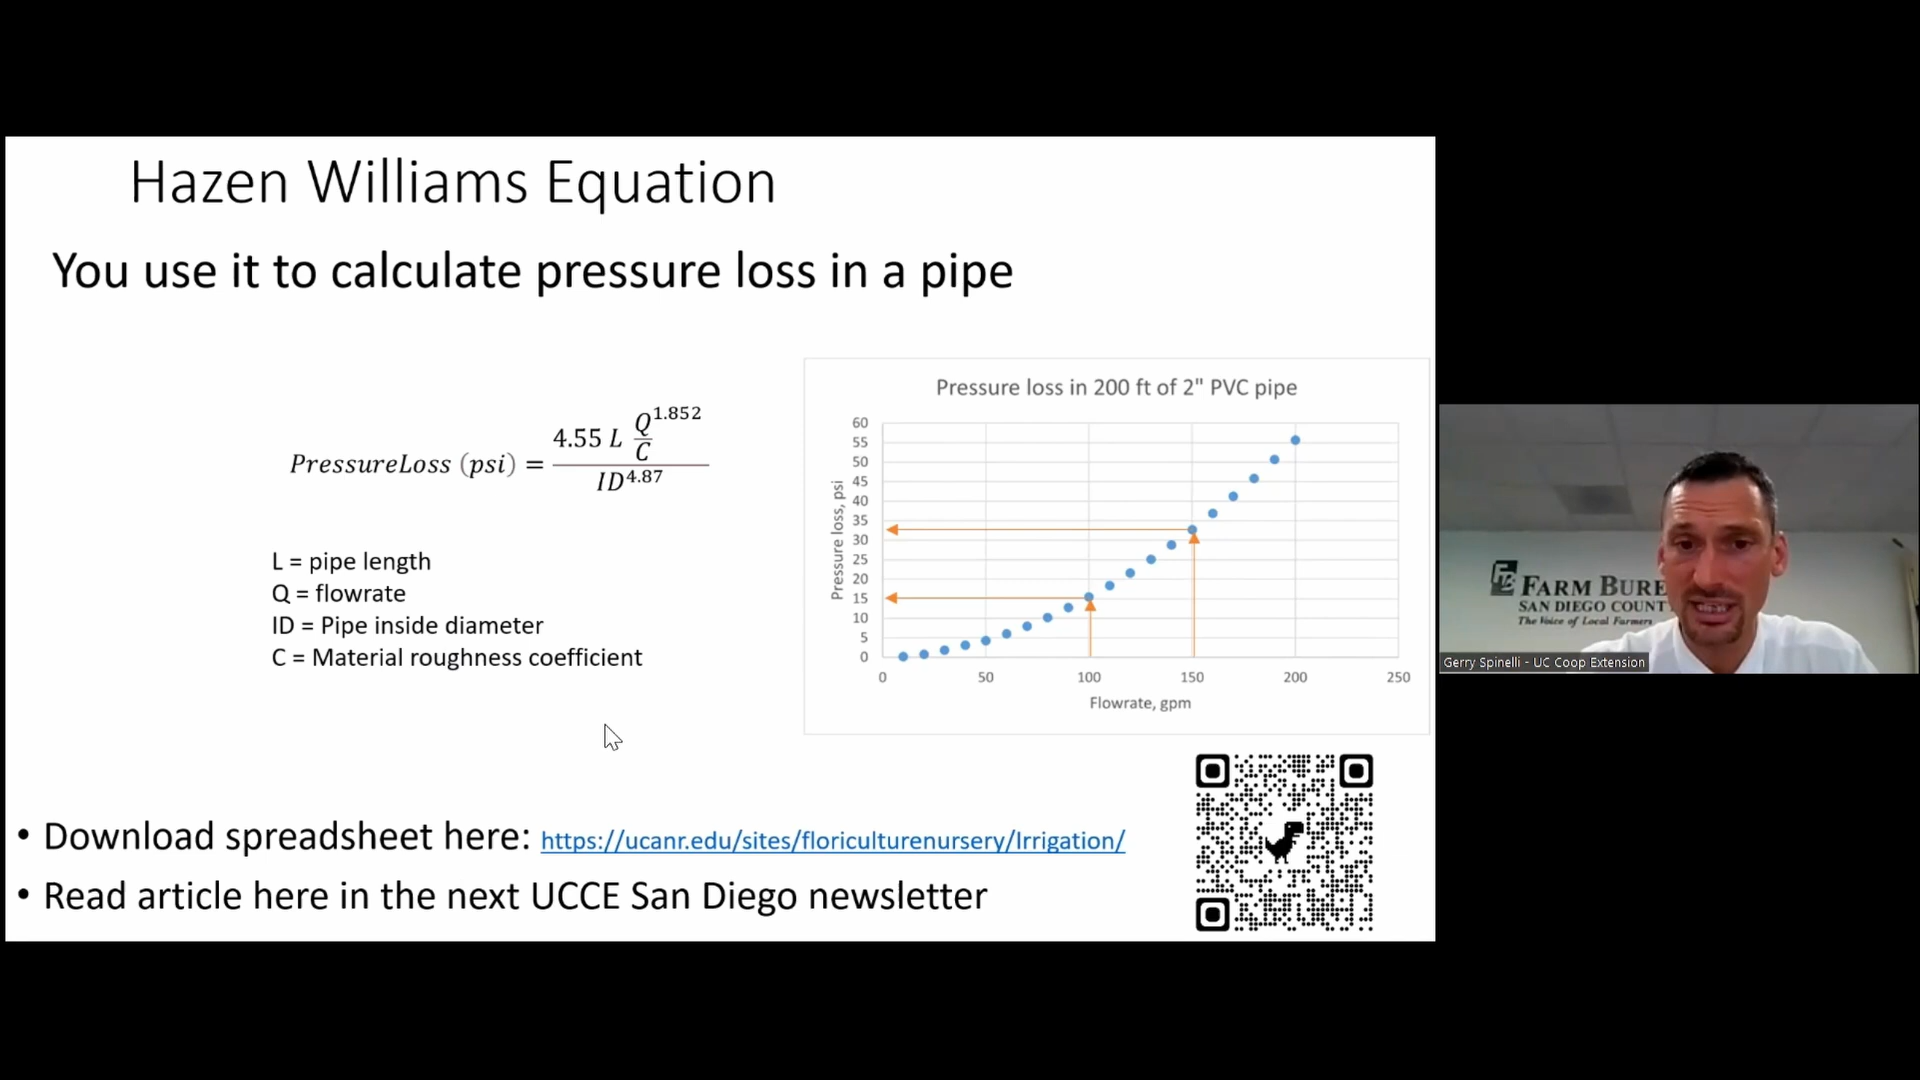 Hazen Williams Equation
You use it to calculate pressure loss in a pipe
PressureLoss (psi) = 4.55 L Q/C^1.852 / ID^4.87
L = pipe length
Q = flowrate
ID = Pipe inside diameter
C = Material roughness coefficient
Pressure loss in 200 ft of 2" PVC pipe
Pressure loss, psi
60
55
50
45
40
35
30
25
20
15
10
5
0
0 50 100 150 200 250
Flowrate, gpm
• Download spreadsheet here: https://ucanr.edu/sites/floriculturenursery/Irrigation/
• Read article here in the next UCCE San Diego newsletter
FB FARM BURE
SAN DIEGO COUNT
The Voice of Local Farmers
Gerry Spinelli - UC Coop Extension